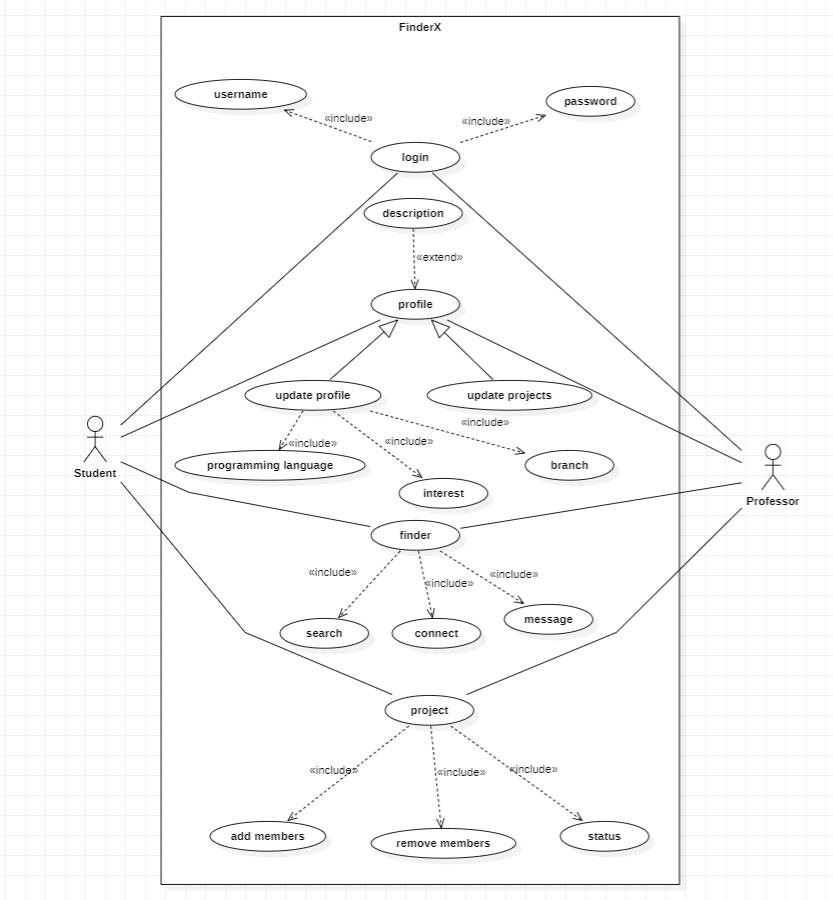 FinderX
username
password
«include»
«include»
login
description
«extend»
profile
update profile
update projects
«include»
«include»
«include»
programming language
branch
interest
Student
Professor
finder
«include»
«include»
«include»
search
connect
message
project
«include»
«include»
«include»
add members
remove members
status